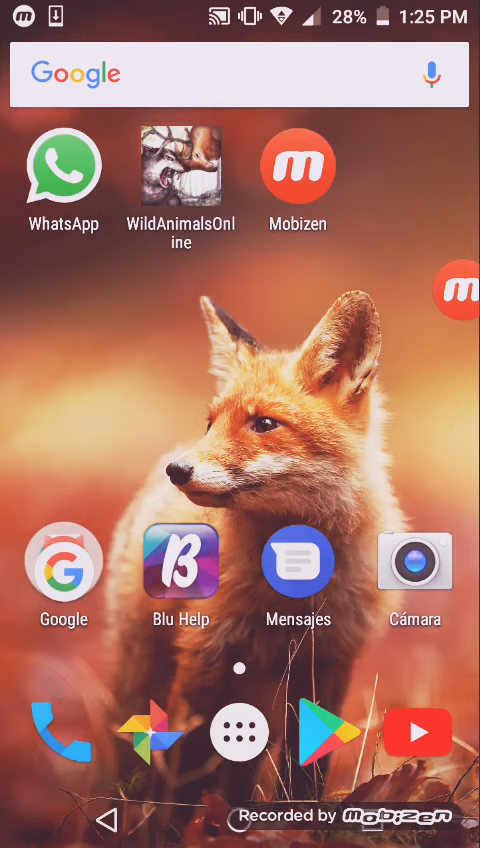 28% 1:25 PM
Google
WhatsApp
WildAnimalsOnl
ine
Mobizen
Google
Blu Help
Mensajes
Cámara
Recorded by Mobizen